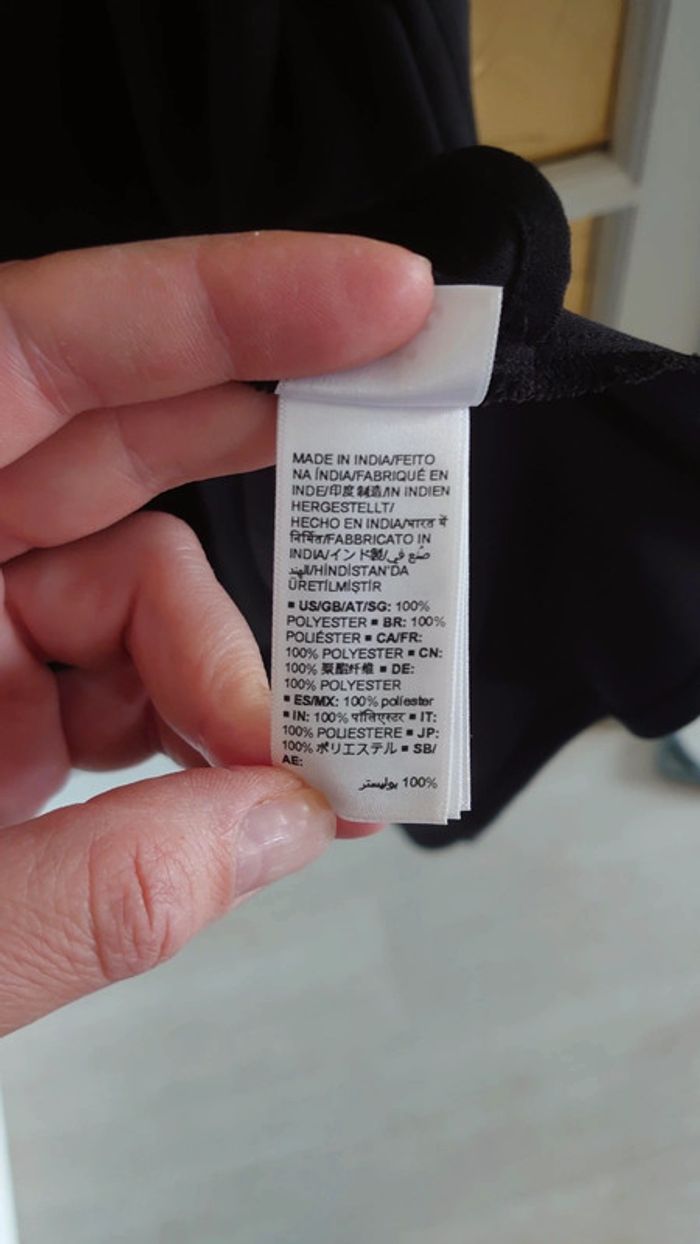 MADE IN INDIA/FEITO
NA ÍNDIA/FABRIQUÉ EN
INDE/印度制造/IN INDIEN
HERGESTELLT/
HECHO EN INDIA/भारत में
निर्मित/FABBRICATO IN
INDIA/インド製/صُنع في
الهند/HİNDİSTAN'DA
ÜRETİLMİŞTİR
▪ US/GB/AT/SG: 100%
POLYESTER ▪ BR: 100%
POLIÉSTER ▪ CA/FR:
100% POLYESTER ▪ CN:
100% 聚酯纤维 ▪ DE:
100% POLYESTER
▪ ES/MX: 100% poliéster
▪ IN: 100% पॉलिएस्टर ▪ IT:
100% POLIESTERE ▪ JP:
100% ポリエステル ▪ SB/
AE:
100% بوليستر